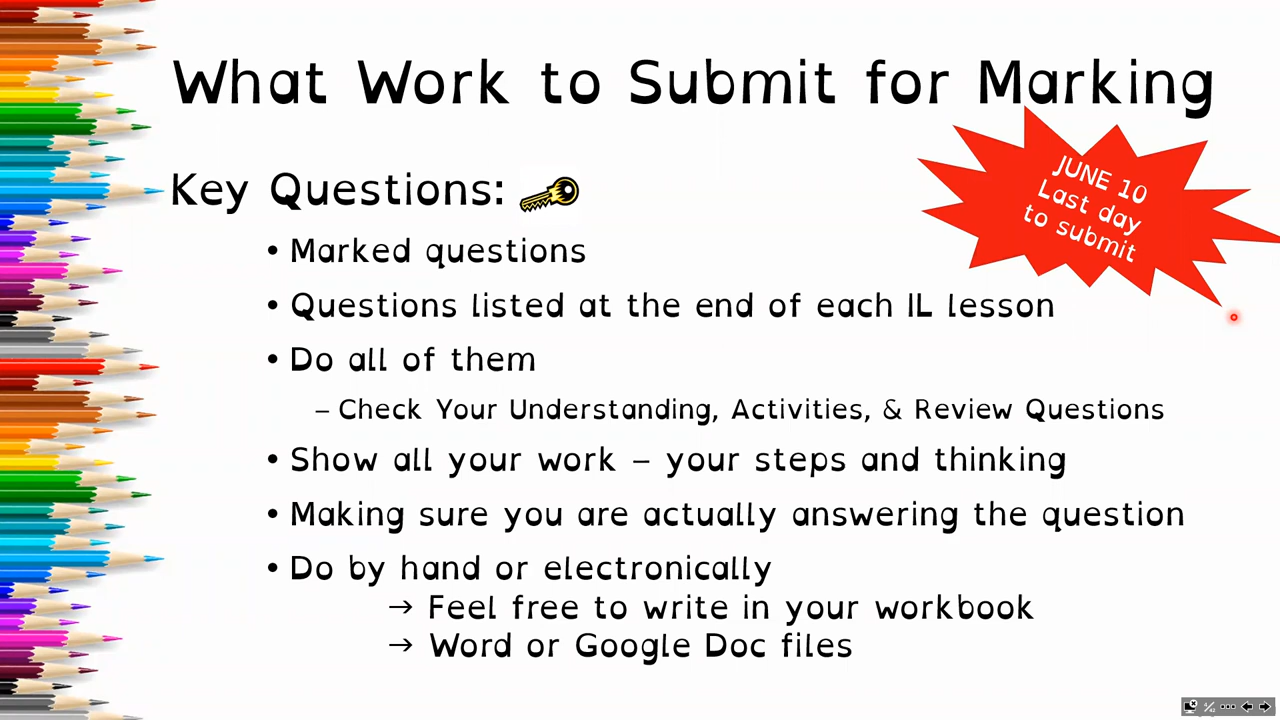 What Work to Submit for Marking
JUNE 10
Last day
to submit
Key Questions:
• Marked questions
• Questions listed at the end of each IL lesson
• Do all of them
– Check Your Understanding, Activities, & Review Questions
• Show all your work – your steps and thinking
• Making sure you are actually answering the question
• Do by hand or electronically
→ Feel free to write in your workbook
→ Word or Google Doc files